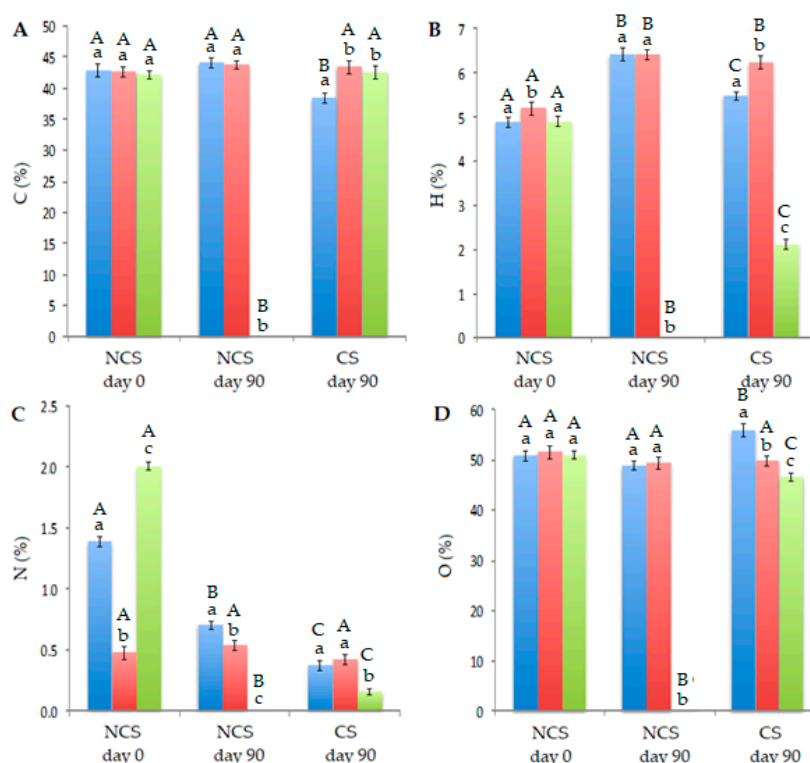 A
50
45
40
35
30
25
20
15
10
5
0
C (%)
A A A
a a a
A A
a a
B
b
B A A
a b b
NCS NCS CS
day 0 day 90 day 90
B
7
6
5
4
3
2
1
0
H (%)
A A A
a b a
B B
a a
B
b
C B C
a b c
NCS NCS CS
day 0 day 90 day 90
C
2.5
2.0
1.5
1.0
0.5
0.0
N (%)
A A A
a b c
B A B
a b c
C A C
a a b
NCS NCS CS
day 0 day 90 day 90
D
60
50
40
30
20
10
0
O (%)
A A A
a a a
A A
a a
B
b
B A C
a b c
NCS NCS CS
day 0 day 90 day 90